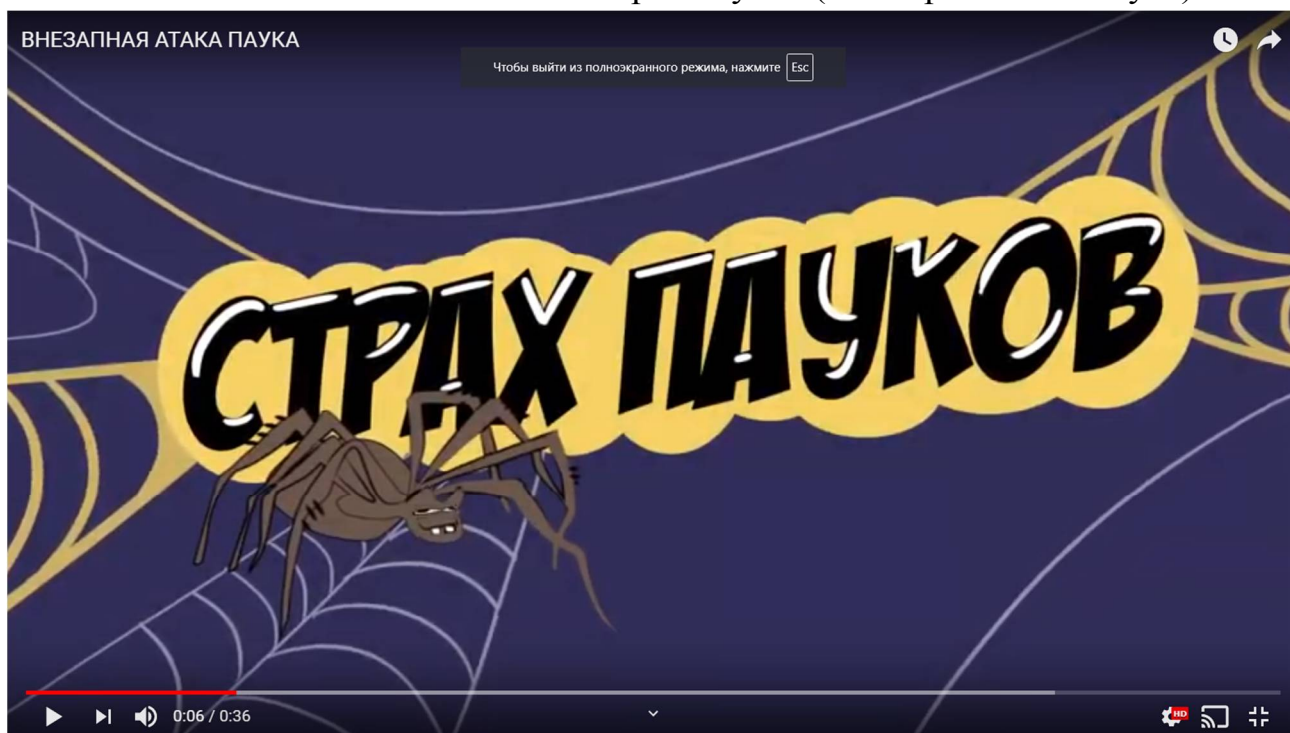 ВНЕЗАПНАЯ АТАКА ПАУКА
Чтобы выйти из полноэкранного режима, нажмите Esc
СТРАХ ПАУКОВ
0:06 / 0:36
HD